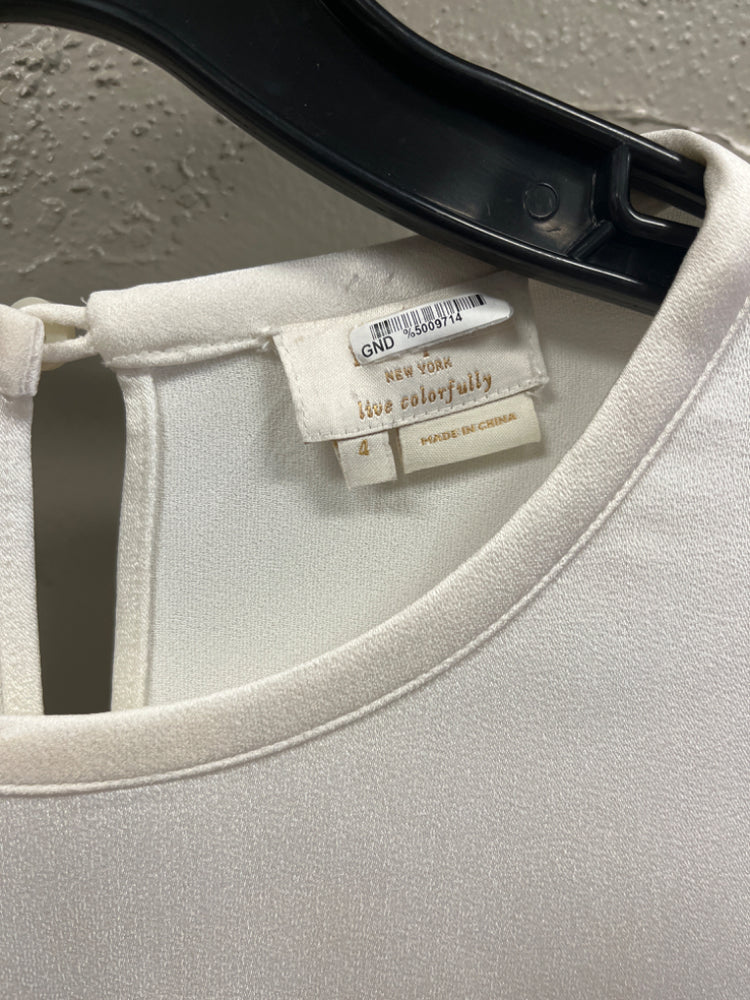 GND %5009714
NEW YORK
live colorfully
4
MADE IN CHINA